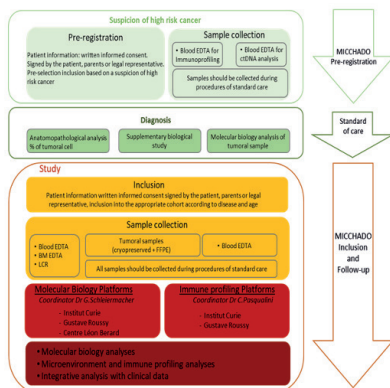 Suspicion of high risk cancer
Pre-registration
Patient Information: written informed consent.
Signed by the patient, parents or legal representative.
Pre-selection inclusion based on a suspicion of high
risk cancer
Sample collection
• Blood EDTA for
Immunoprofiling
• Blood EDTA for
ctDNA analysis
Samples should be collected during
procedures of standard care
MICCHADO
Pre-registration
Diagnosis
Anatomopathological analysis
% of tumoral cell
Supplementary biological
study
Molecular biology analysis of
tumoral sample
Standard
of care
Study
Inclusion
Patient Information written informed consent signed by the patient, parents or legal
representative, inclusion into the appropriate cohort according to disease and age
Sample collection
• Blood EDTA
• BM EDTA
• LCR
Tumoral samples
(cryopreserved + FFPE)
• Blood EDTA
All samples should be collected during procedures of standard care
MICCHADO
Inclusion
and
Follow-up
Molecular Biology Platforms
Coordinator Dr G.Schleiermacher
- Institut Curie
- Gustave Roussy
- Centre Léon Bérard
Immune profiling Platforms
Coordinator Dr C.Pasqualini
- Institut Curie
- Gustave Roussy
• Molecular biology analyses
• Microenvironment and immune profiling analyses
• Integrative analysis with clinical data